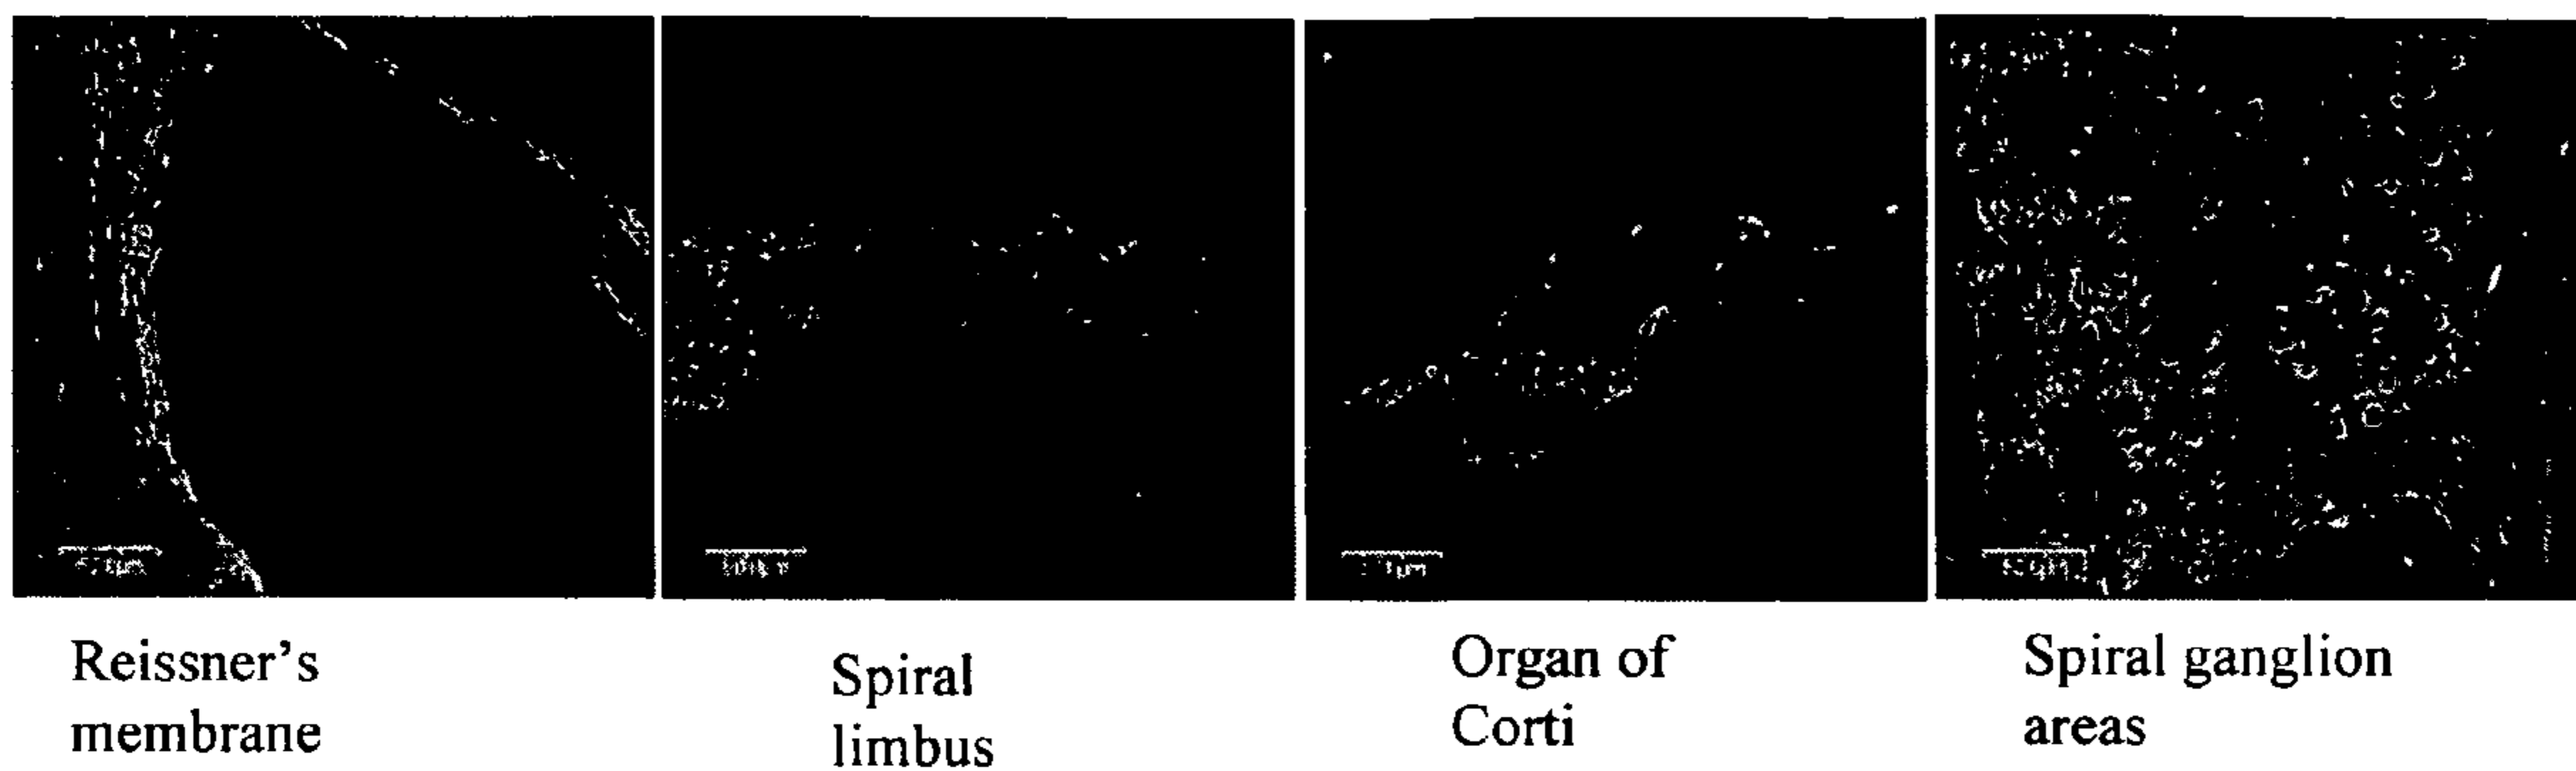 Reissner's
membrane
Spiral
limbus
Organ of
Corti
Spiral ganglion
areas